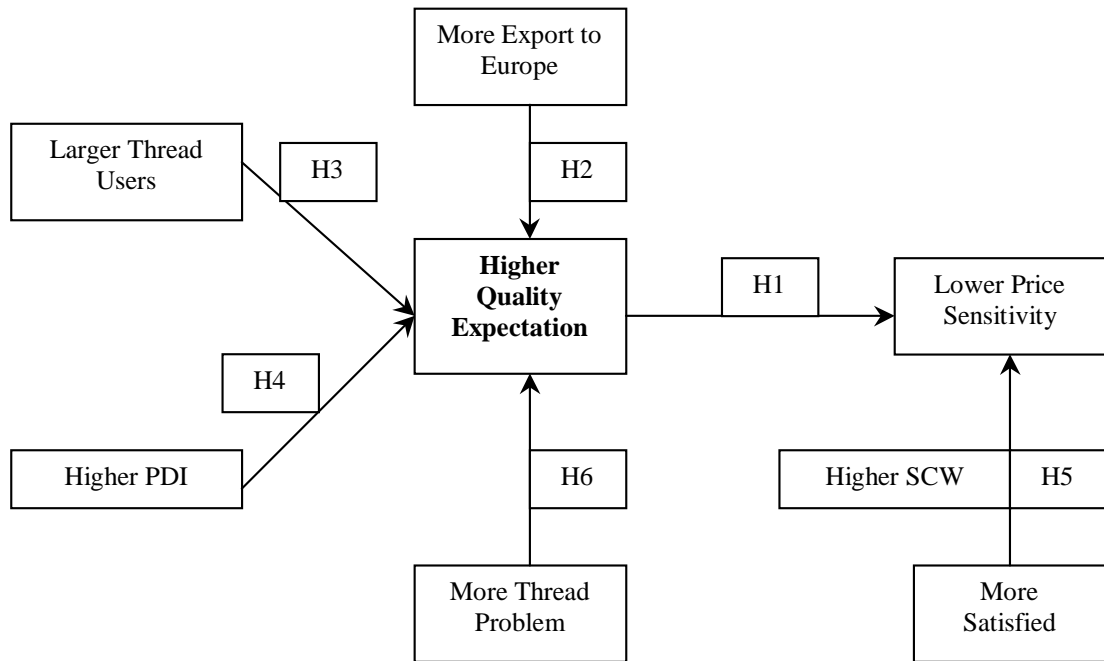 More Export to
Europe
Larger Thread
Users
H3
H2
Higher
Quality
Expectation
H1
Lower Price
Sensitivity
H4
Higher PDI
H6
Higher SCW
H5
More Thread
Problem
More
Satisfied